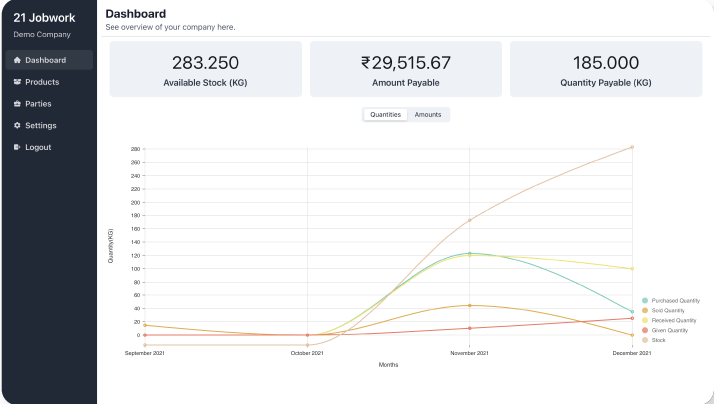 21 Jobwork
Demo Company
Dashboard
Products
Parties
Settings
Logout
Dashboard
See overview of your company here.
283.250
Available Stock (KG)
₹29,515.67
Amount Payable
185.000
Quantity Payable (KG)
Quantities
Amounts
280
260
240
220
200
180
160
140
120
100
80
60
40
20
0
Quantity(KG)
September 2021
October 2021
November 2021
December 2021
Months
Purchased Quantity
Sold Quantity
Received Quantity
Given Quantity
Stock